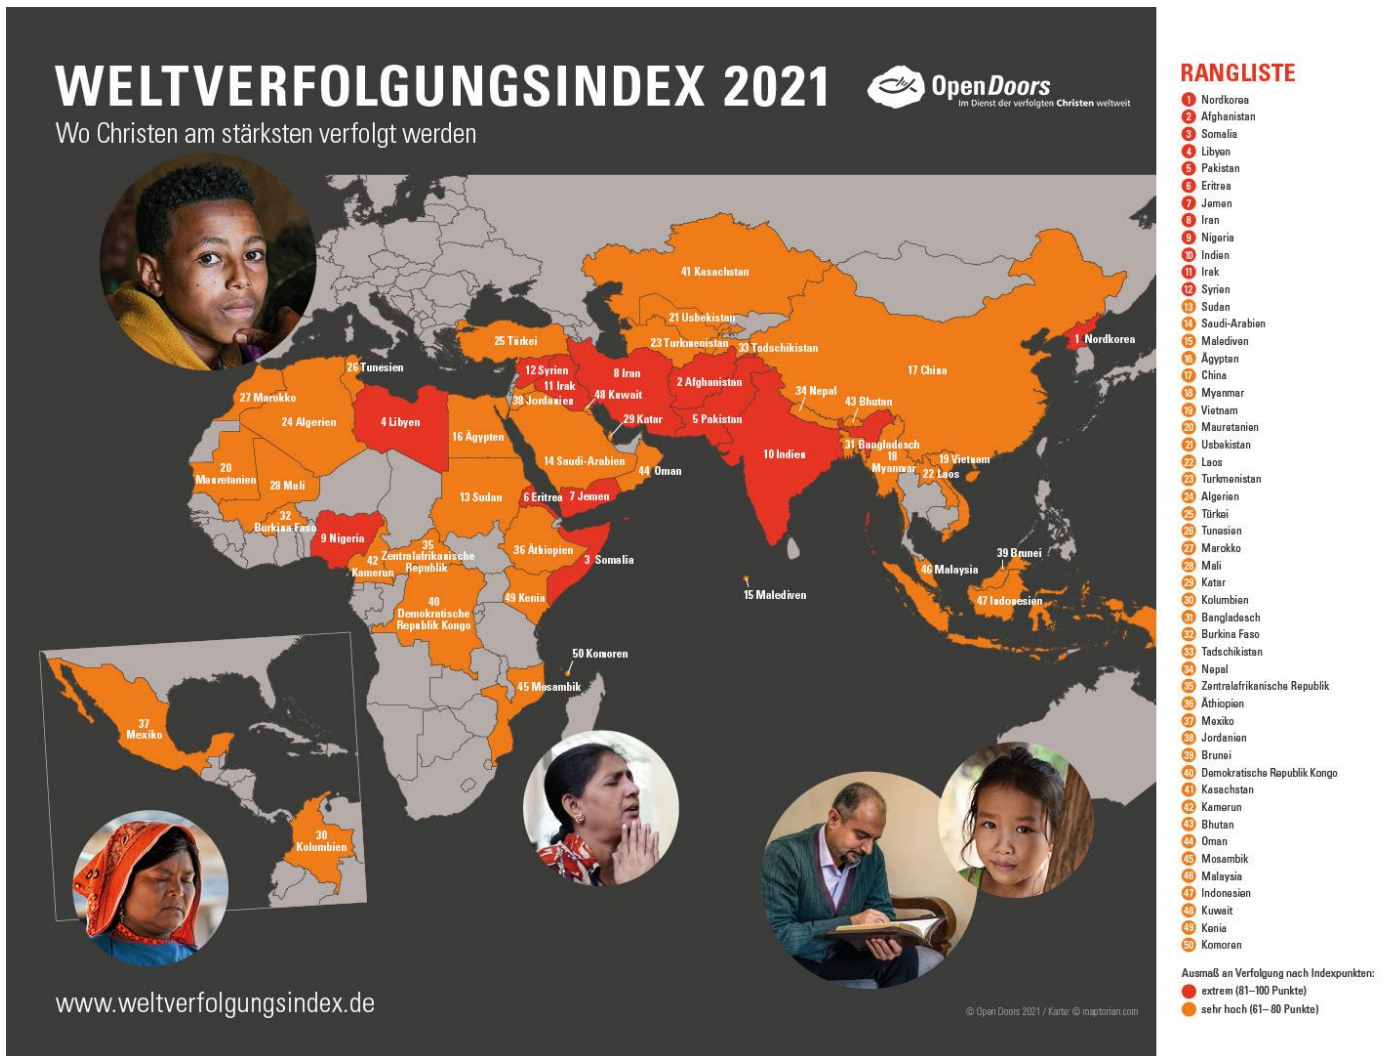 WELTVERFOLGUNGSINDEX 2021
Wo Christen am stärksten verfolgt werden
OpenDoors
Im Dienst der verfolgten Christen weltweit
41 Kasachstan
21 Usbekistan
25 Türkei
23 Turkmenistan
33 Tadschikistan
1 Nordkorea
26 Tunesien
12 Syrien
8 Iran
17 China
11 Irak
2 Afghanistan
27 Marokko
38 Jordanien
48 Kuwait
34 Nepal
43 Bhutan
24 Algerien
4 Libyen
29 Katar
5 Pakistan
16 Ägypten
31 Bangladesch
10 Indien
18
Myanmar
19 Vietnam
14 Saudi-Arabien
44 Oman
22 Laos
20
Mauretanien
28 Mali
13 Sudan
6 Eritrea
7 Jemen
32
Burkina Faso
9 Nigeria
35
Zentralafrikanische
Republik
36 Äthiopien
3 Somalia
42
Kamerun
39 Brunei
46 Malaysia
15 Malediven
49 Kenia
47 Indonesien
40
Demokratische
Republik Kongo
50 Komoren
45 Mosambik
37
Mexiko
30
Kolumbien
www.weltverfolgungsindex.de
© Open Doors 2021 / Karte: © maptorian.com
RANGLISTE
1 Nordkorea
2 Afghanistan
3 Somalia
4 Libyen
5 Pakistan
6 Eritrea
7 Jemen
8 Iran
9 Nigeria
10 Indien
11 Irak
12 Syrien
13 Sudan
14 Saudi-Arabien
15 Malediven
16 Ägypten
17 China
18 Myanmar
19 Vietnam
20 Mauretanien
21 Usbekistan
22 Laos
23 Turkmenistan
24 Algerien
25 Türkei
26 Tunesien
27 Marokko
28 Mali
29 Katar
30 Kolumbien
31 Bangladesch
32 Burkina Faso
33 Tadschikistan
34 Nepal
35 Zentralafrikanische Republik
36 Äthiopien
37 Mexiko
38 Jordanien
39 Brunei
40 Demokratische Republik Kongo
41 Kasachstan
42 Kamerun
43 Bhutan
44 Oman
45 Mosambik
46 Malaysia
47 Indonesien
48 Kuwait
49 Kenia
50 Komoren
Ausmaß an Verfolgung nach Indexpunkten:
extrem (81–100 Punkte)
sehr hoch (61–80 Punkte)